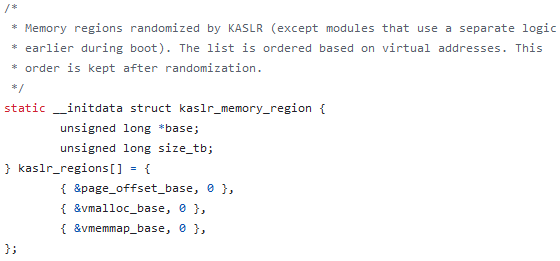 /*
 * Memory regions randomized by KASLR (except modules that use a separate logic
 * earlier during boot). The list is ordered based on virtual addresses. This
 * order is kept after randomization.
 */
static __initdata struct kaslr_memory_region {
        unsigned long *base;
        unsigned long size_tb;
} kaslr_regions[] = {
        { &page_offset_base, 0 },
        { &vmalloc_base, 0 },
        { &vmemmap_base, 0 },
};